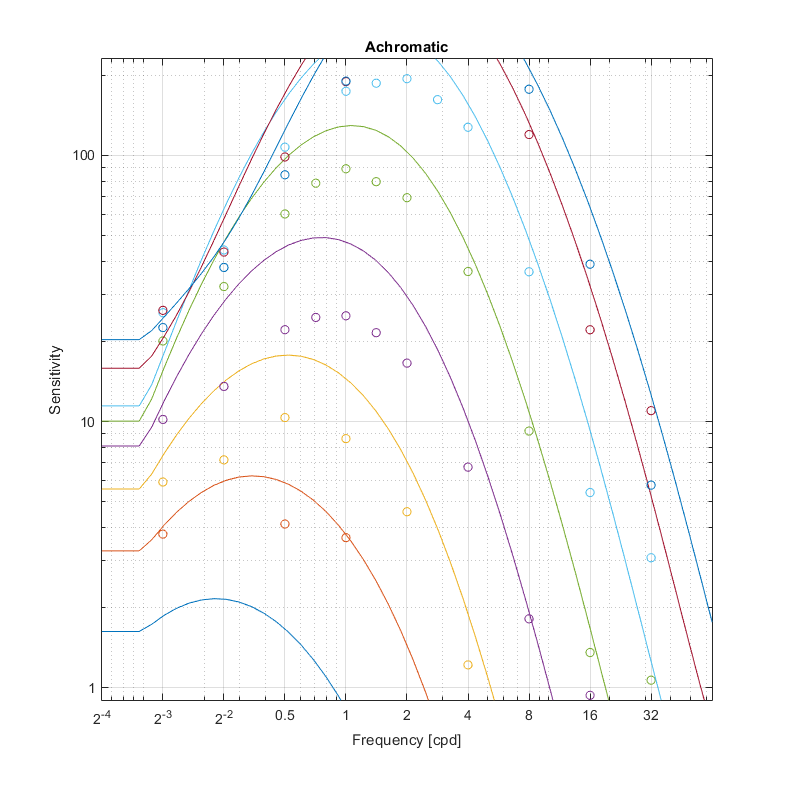 Achromatic
Sensitivity
100
10
1
2^-4 2^-3 2^-2 0.5 1 2 4 8 16 32
Frequency [cpd]